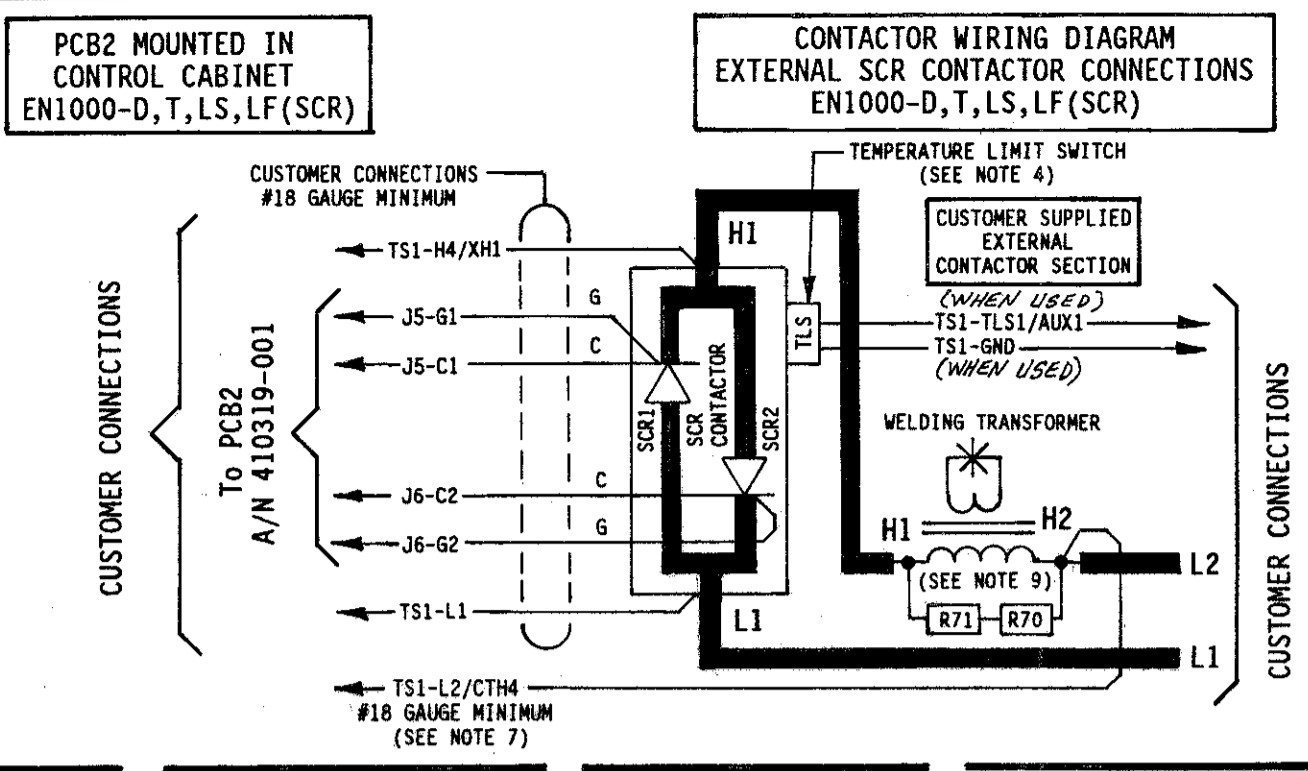 PCB2 MOUNTED IN
CONTROL CABINET
EN1000-D,T,LS,LF(SCR)
CONTACTOR WIRING DIAGRAM
EXTERNAL SCR CONTACTOR CONNECTIONS
EN1000-D,T,LS,LF(SCR)
CUSTOMER CONNECTIONS
#18 GAUGE MINIMUM
TEMPERATURE LIMIT SWITCH
(SEE NOTE 4)
CUSTOMER SUPPLIED
EXTERNAL
CONTACTOR SECTION
(WHEN USED)
TS1-TLS1/AUX1
TS1-GND
(WHEN USED)
TLS
H1
TS1-H4/XH1
G
J5-G1
C
J5-C1
C
J6-C2
G
J6-G2
TS1-L1
CUSTOMER CONNECTIONS
To PCB2
A/N 410319-001
SCR1
SCR
CONTACTOR
SCR2
L1
WELDING TRANSFORMER
H1
H2
(SEE NOTE 9)
R71
R70
L2
L1
CUSTOMER CONNECTIONS
TS1-L2/CTH4
#18 GAUGE MINIMUM
(SEE NOTE 7)